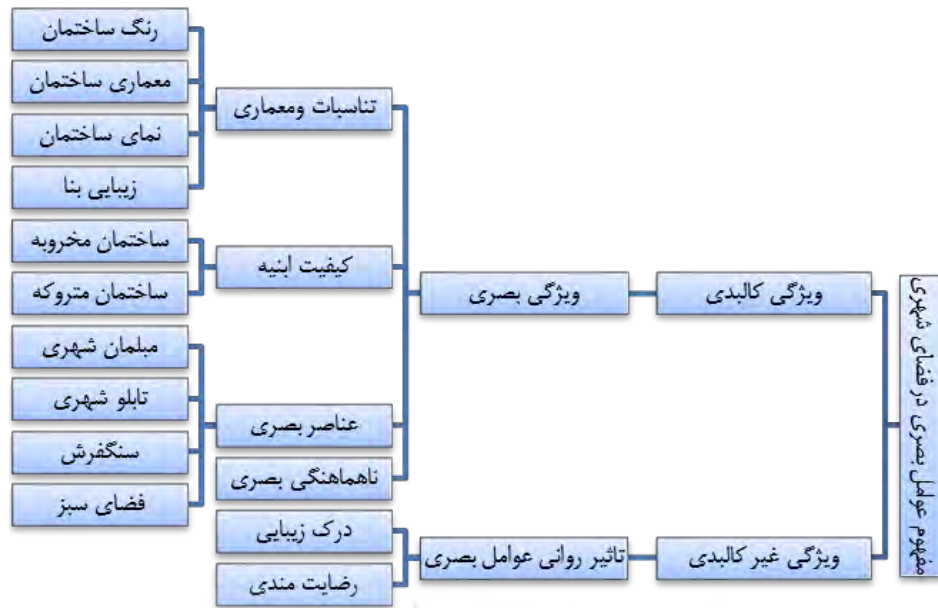 مفهوم عوامل بصری در فضای شهری
ویژگی کالبدی
ویژگی بصری
تناسبات ومعماری
رنگ ساختمان
معماری ساختمان
نمای ساختمان
زیبایی بنا
کیفیت ابنیه
ساختمان مخروبه
ساختمان متروکه
عناصر بصری
مبلمان شهری
تابلو شهری
سنگفرش
فضای سبز
ناهماهنگی بصری
ویژگی غیر کالبدی
تاثیر روانی عوامل بصری
درک زیبایی
رضایت مندی